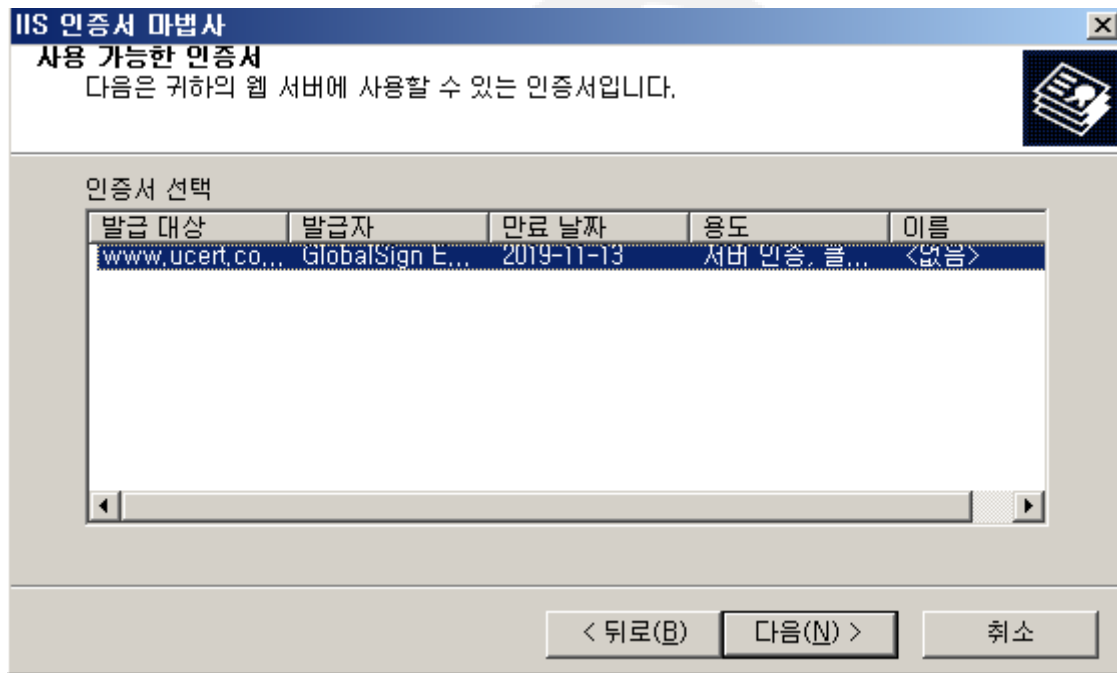 IIS 인증서 마법사
사용 가능한 인증서
다음은 귀하의 웹 서버에 사용할 수 있는 인증서입니다.
인증서 선택
발급 대상 발급자 만료 날짜 용도 이름
www.ucert.co... GlobalSign E... 2019-11-13 서버 인증, 클... <없음>
< 뒤로(B) 다음(N) > 취소